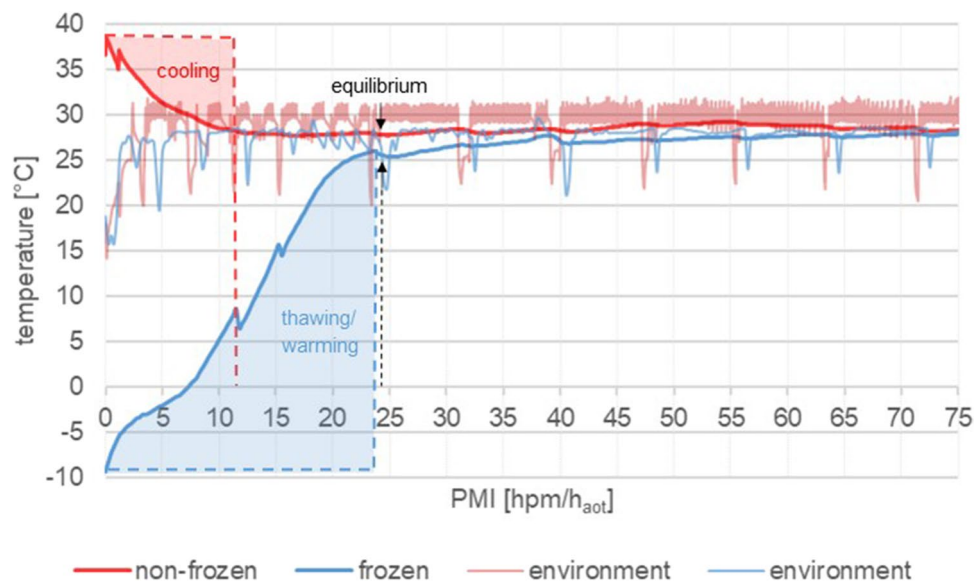 40
35
30
25
20
15
10
5
0
-5
-10
temperature [°C]
cooling
equilibrium
thawing/
warming
0 5 10 15 20 25 30 35 40 45 50 55 60 65 70 75
PMI [hpm/haot]
non-frozen frozen environment environment